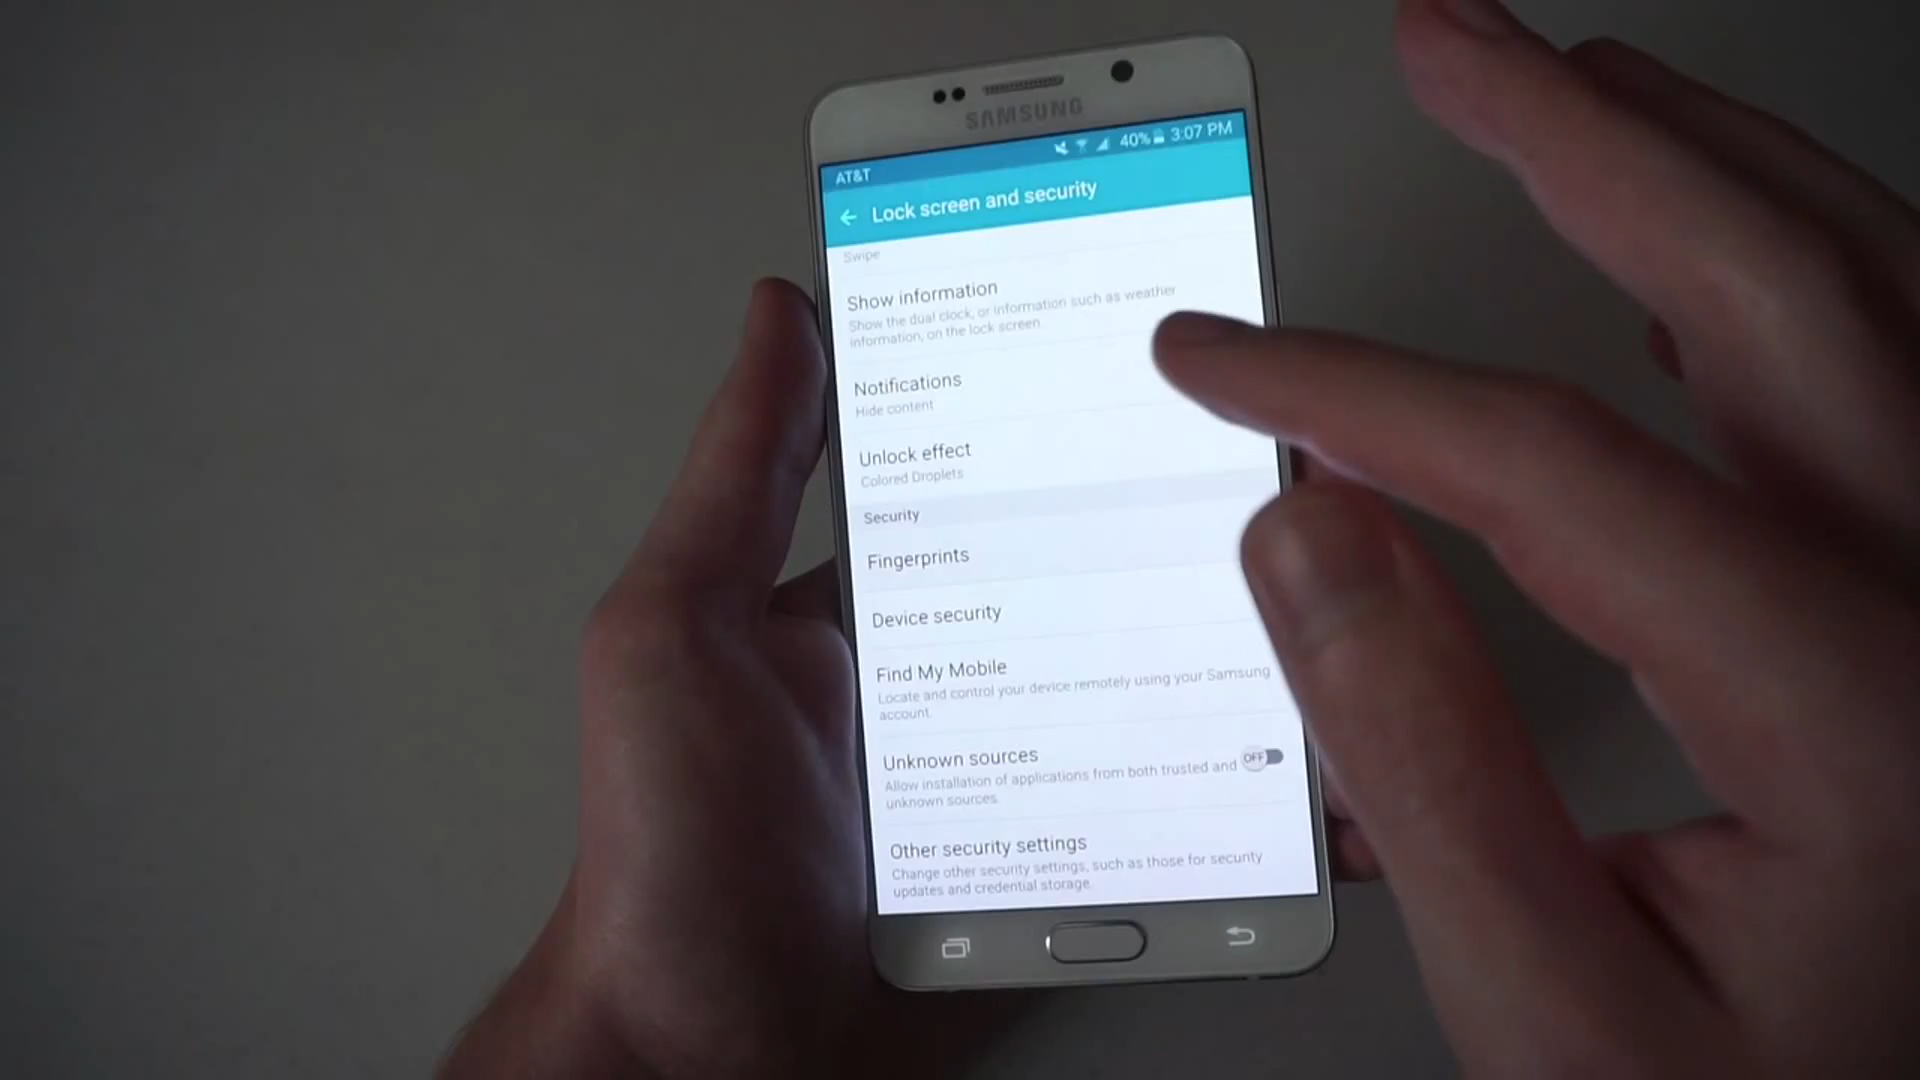 SAMSUNG
AT&T 40% 3:07 PM
Lock screen and security
Swipe
Show information
Show the dual clock, or information such as weather
information, on the lock screen.
Notifications
Hide content
Unlock effect
Colored Droplets
Security
Fingerprints
Device security
Find My Mobile
Locate and control your device remotely using your Samsung
account.
Unknown sources
Allow installation of applications from both trusted and
unknown sources.
OFF
Other security settings
Change other security settings, such as those for security
updates and credential storage.